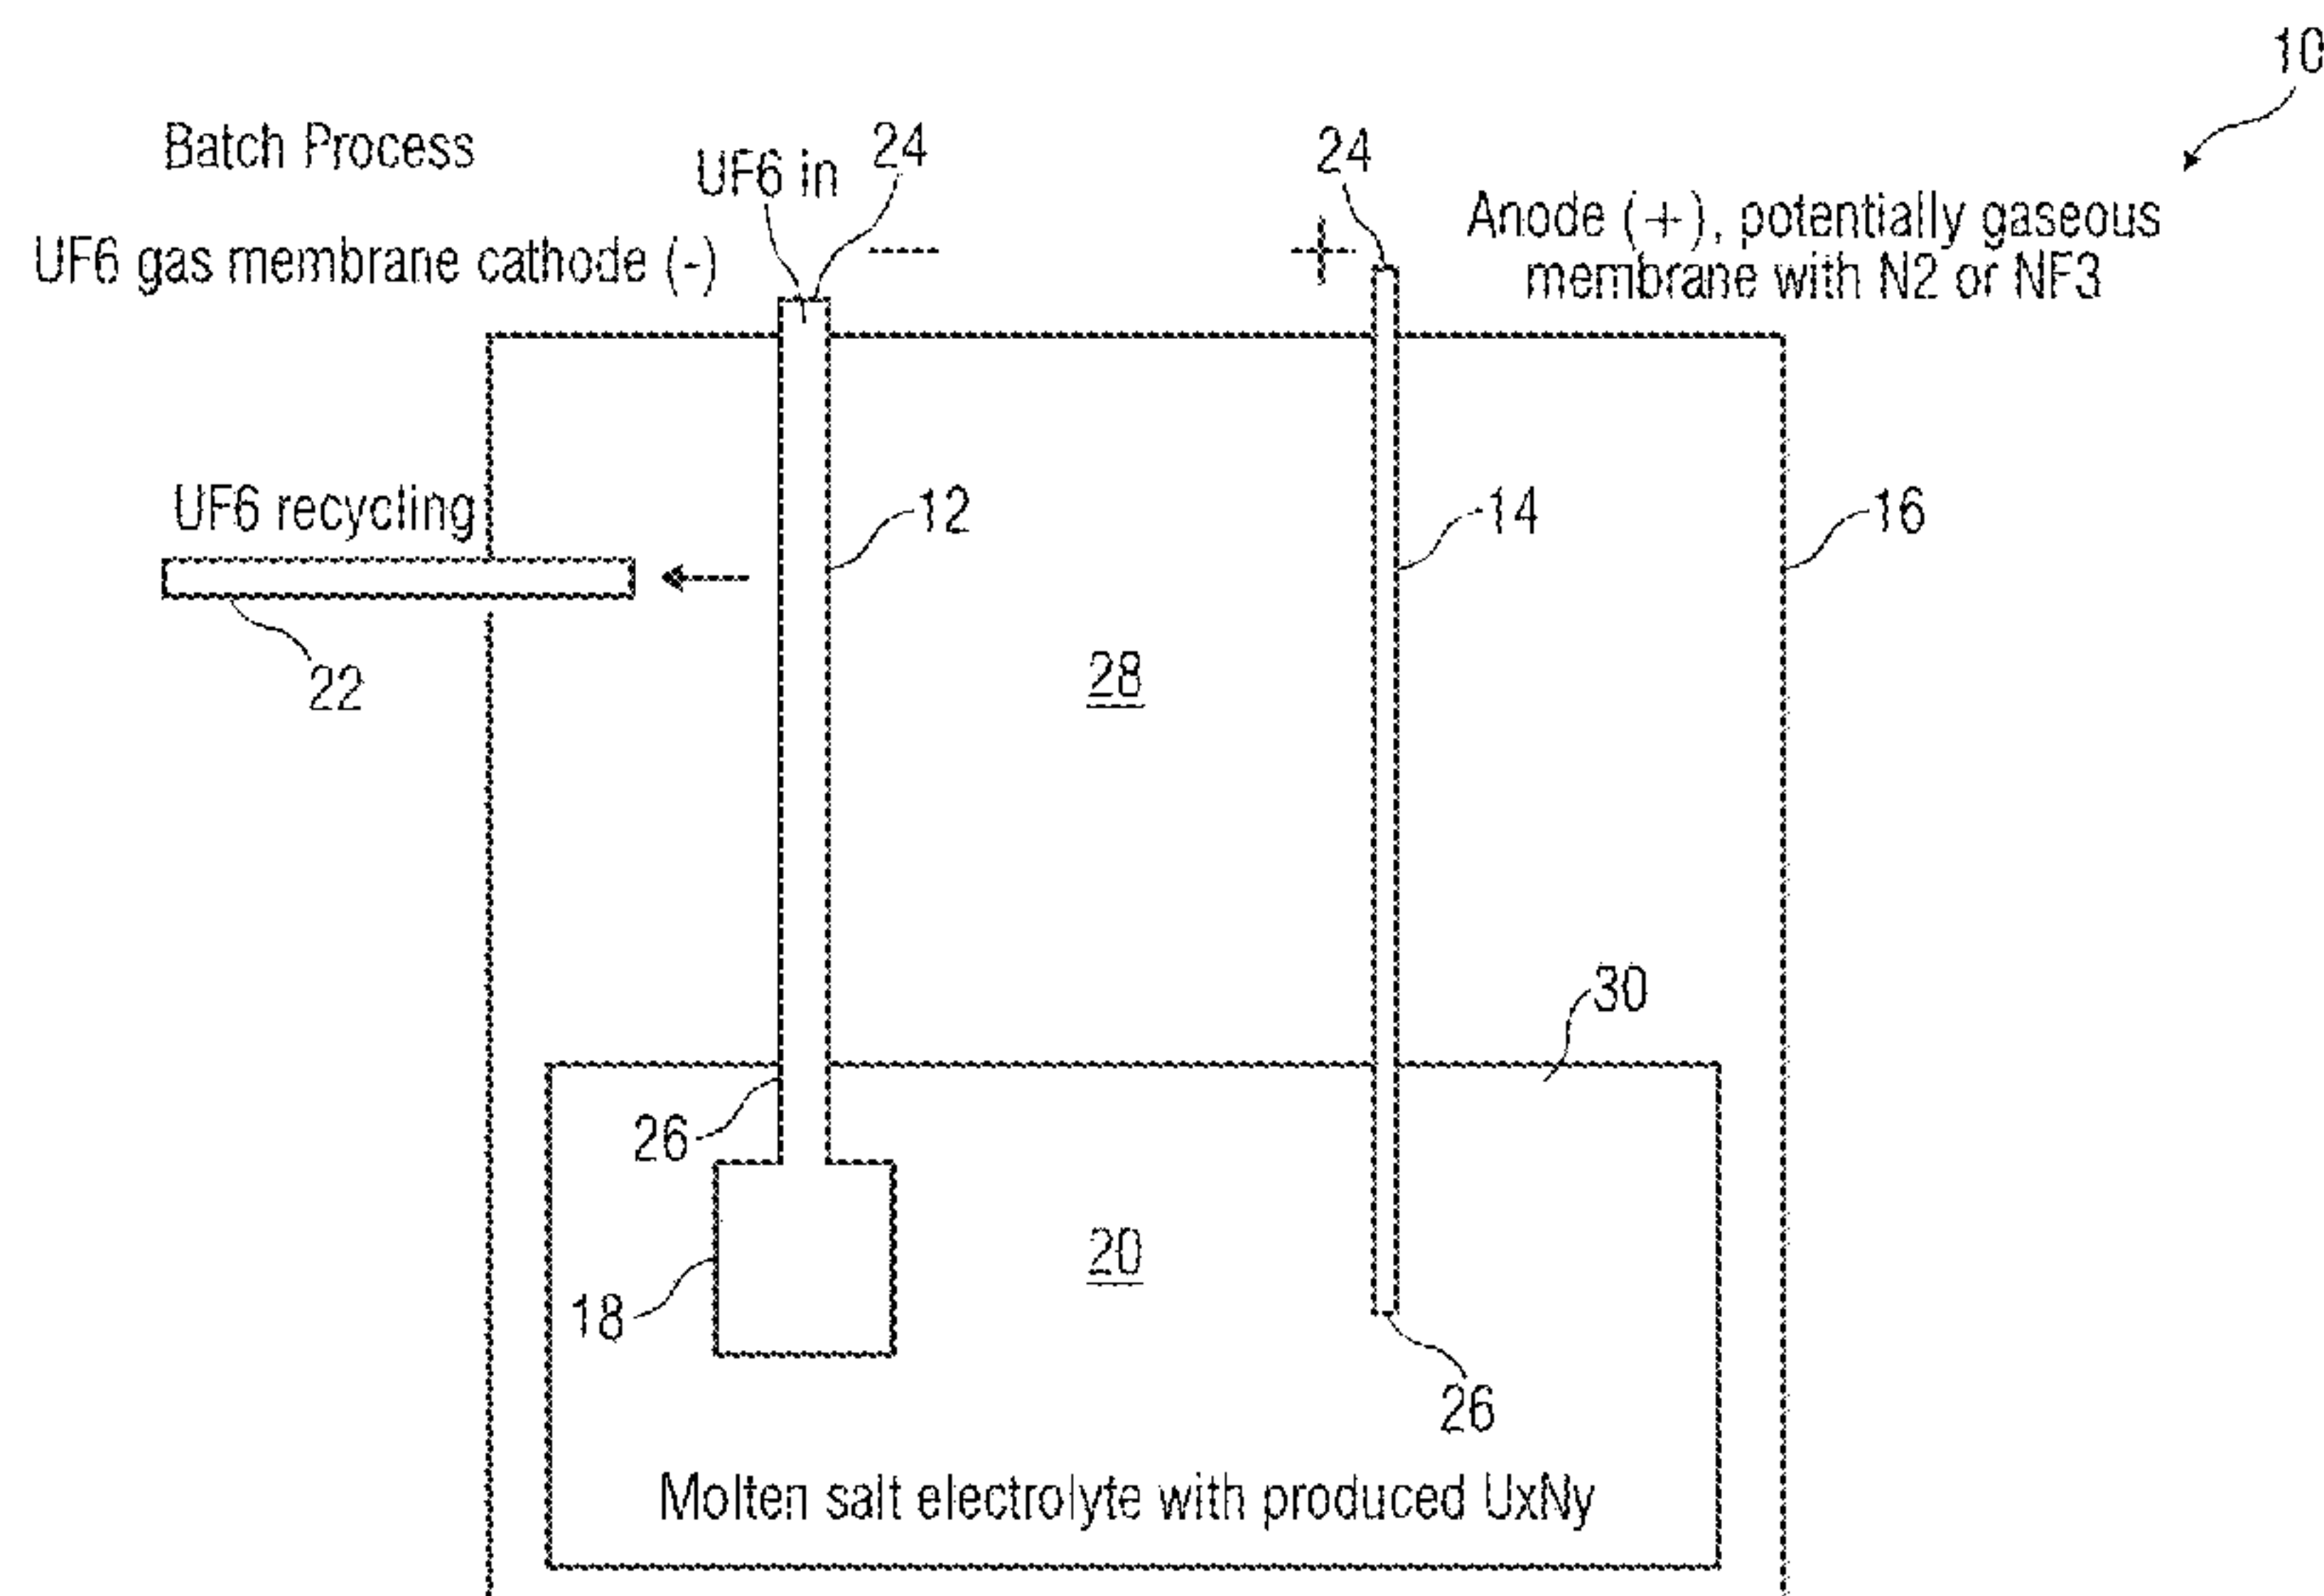 10
Batch Process
UF6 in
24
24
UF6 gas membrane cathode (-)
-
+
Anode (+), potentially gaseous
membrane with N2 or NF3
UF6 recycling
12
14
16
22
28
30
26
18
20
26
Molten salt electrolyte with produced UxNy